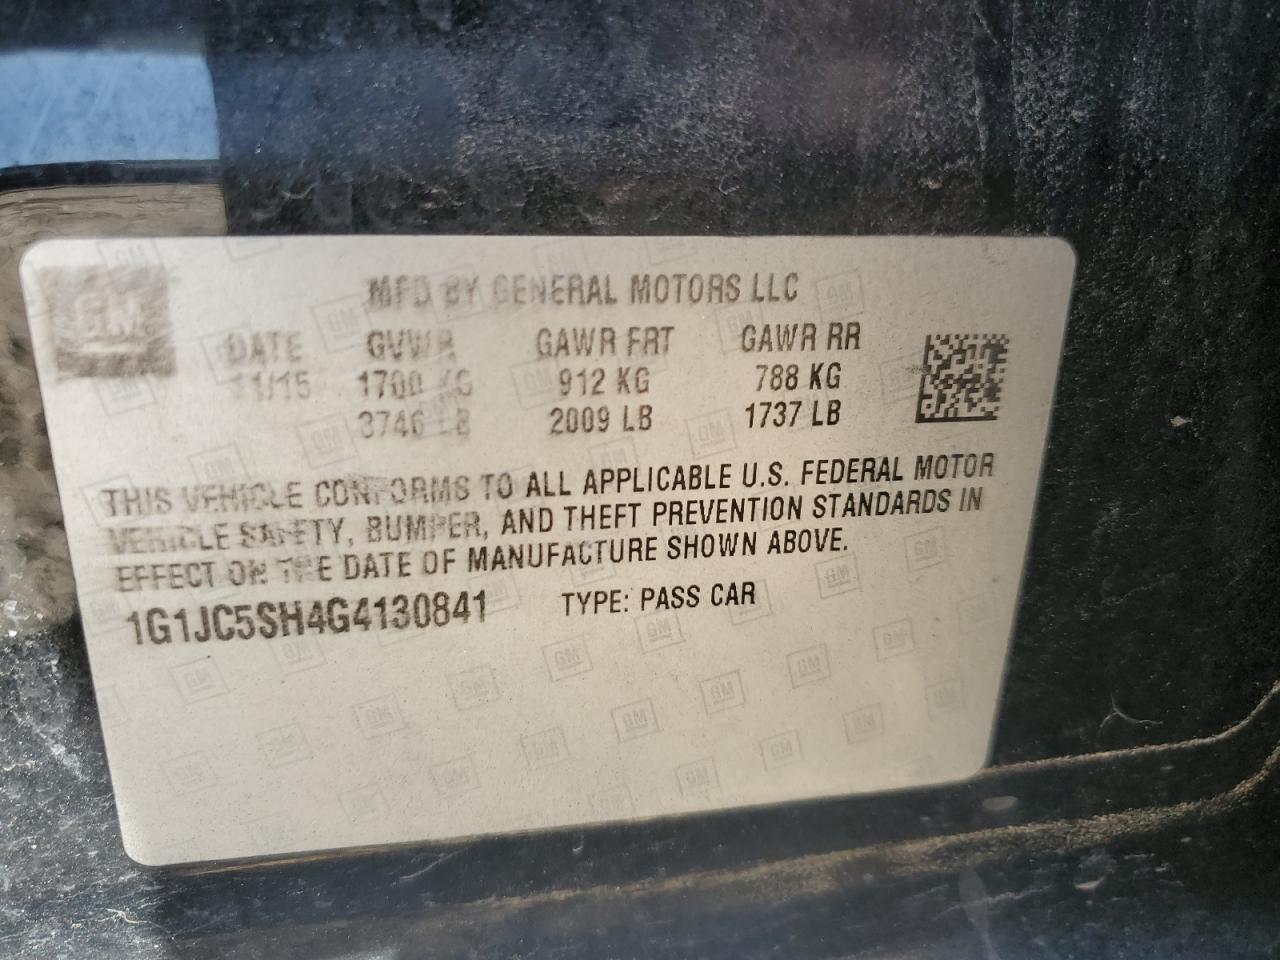 GM
MFD BY GENERAL MOTORS LLC
DATE GVWR GAWR FRT GAWR RR
11/15 1700 KG 912 KG 788 KG
3746 LB 2009 LB 1737 LB
THIS VEHICLE CONFORMS TO ALL APPLICABLE U.S. FEDERAL MOTOR
VEHICLE SAFETY, BUMPER, AND THEFT PREVENTION STANDARDS IN
EFFECT ON THE DATE OF MANUFACTURE SHOWN ABOVE.
1G1JC5SH4G4130841 TYPE: PASS CAR